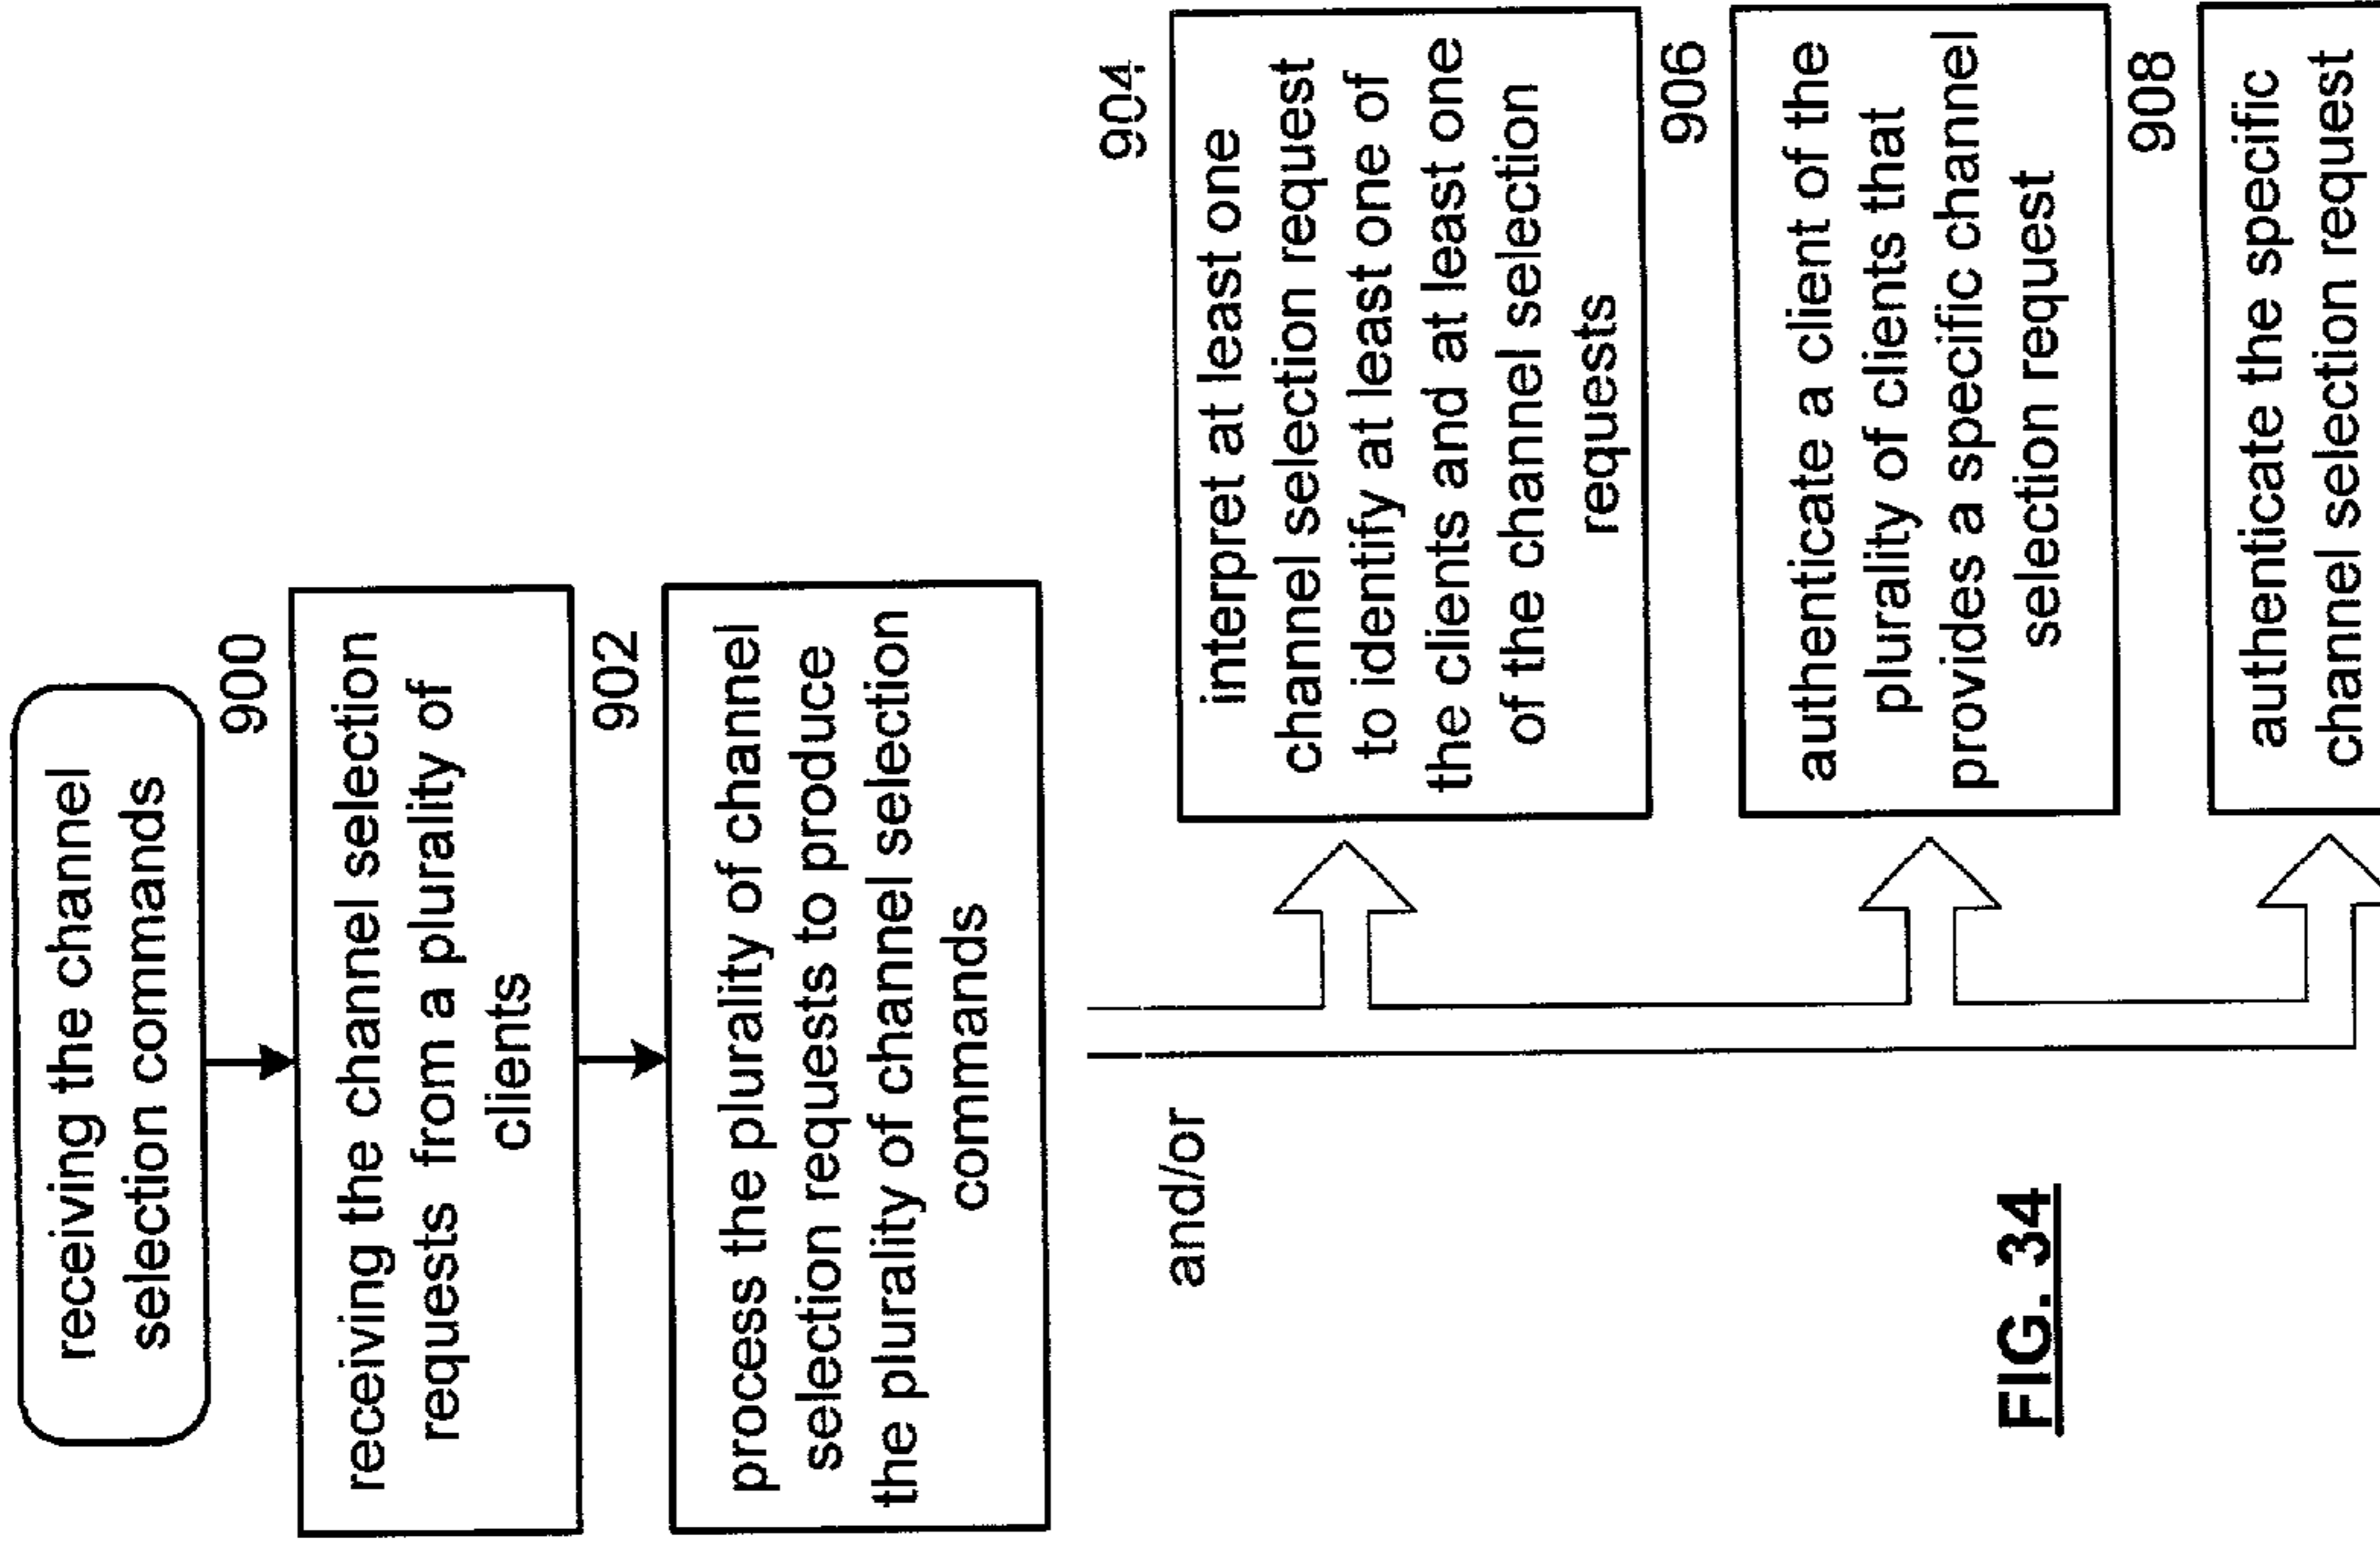 receiving the channel
selection commands
900
receiving the channel selection
requests from a plurality of
clients
902
process the plurality of channel
selection requests to produce
the plurality of channel selection
commands
and/or
904
interpret at least one
channel selection request
to identify at least one of
the clients and at least one
of the channel selection
requests
906
authenticate a client of the
plurality of clients that
provides a specific channel
selection request
908
authenticate the specific
channel selection request
FIG. 34